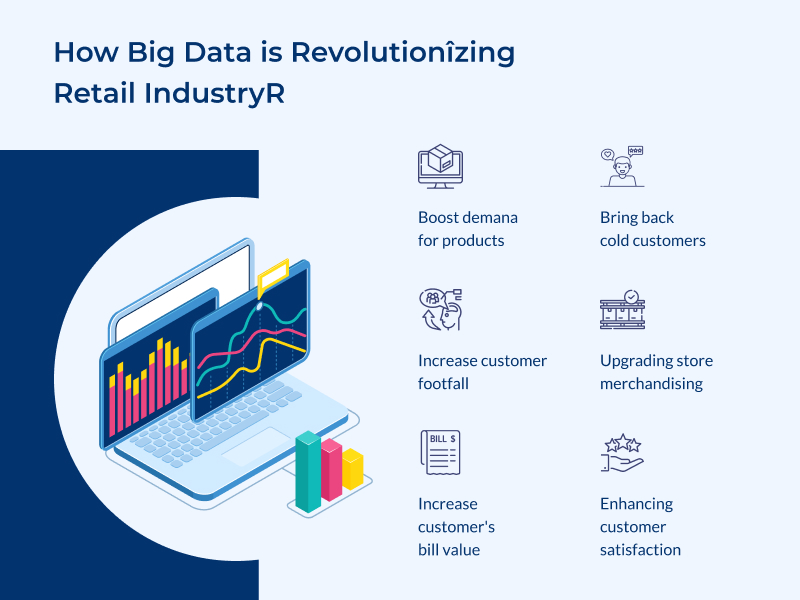 How Big Data is Revolutionîzing
Retail IndustryR
Boost demana
for products
Bring back
cold customers
Increase customer
footfall
Upgrading store
merchandising
BILL $
Increase
customer's
bill value
Enhancing
customer
satisfaction